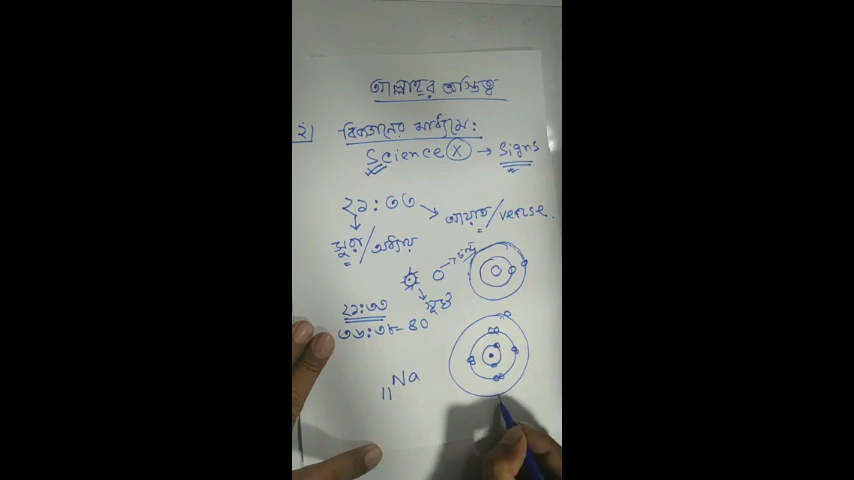 আল্লাহর অস্তিত্ব
২) বিজ্ঞানের মাধ্যমে:
Science X → Signs
২১:৩৩ → আয়াত/verse.
সুরা/অধ্যায়
চন্দ্র
সূর্য
২১:৩৩
৩৬:৩৮-৪০
11Na